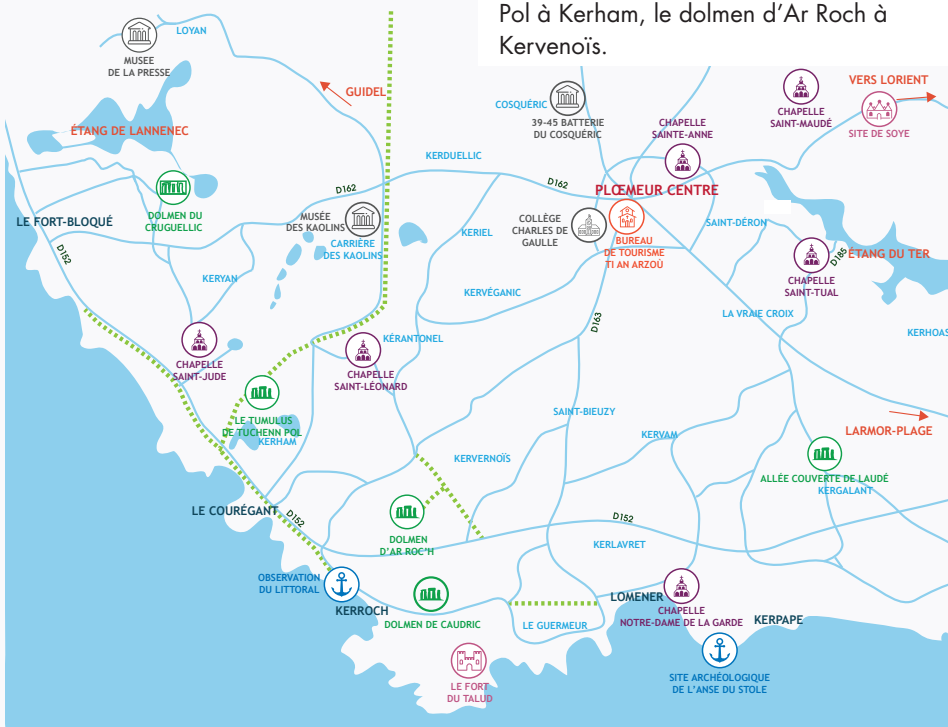 Pol à Kerham, le dolmen d'Ar Roch à
Kervenoïs.
LOYAN
MUSEE
DE LA PRESSE
GUIDEL
ÉTANG DE LANNENEC
COSQUÉRIC
39-45 BATTERIE
DU COSQUÉRIC
CHAPELLE
SAINTE-ANNE
CHAPELLE
SAINT-MAUDÉ
VERS LORIENT
SITE DE SOYE
KERDUELLIC
D162
D162
PLŒMEUR CENTRE
LE FORT-BLOQUÉ
DOLMEN DU
CRUGUELLIC
MUSÉE
DES KAOLINS
CARRIÈRE
DES KAOLINS
KERIEL
COLLÈGE
CHARLES DE
GAULLE
BUREAU
DE TOURISME
TI AN ARZOÙ
SAINT-DÉRON
D152
KERYAN
KERVÉGANIC
D163
CHAPELLE
SAINT-TUAL
D185
ÉTANG DU TER
LA VRAIE CROIX
KERHOAS
CHAPELLE
SAINT-JUDE
KÉRANTONEL
CHAPELLE
SAINT-LÉONARD
LE TUMULUS
DE TUCHENN POL
KERHAM
SAINT-BIEUZY
LARMOR-PLAGE
KERVERNOÏS
KERVAM
ALLÉE COUVERTE DE LAUDÉ
KERGALANT
LE COURÉGANT
D152
DOLMEN
D'AR ROC'H
D152
KERLAVRET
OBSERVATION
DU LITTORAL
KERROCH
DOLMEN DE CAUDRIC
LE GUERMEUR
LOMENER
CHAPELLE
NOTRE-DAME DE LA GARDE
KERPAPE
LE FORT
DU TALUD
SITE ARCHÉOLOGIQUE
DE L'ANSE DU STOLE